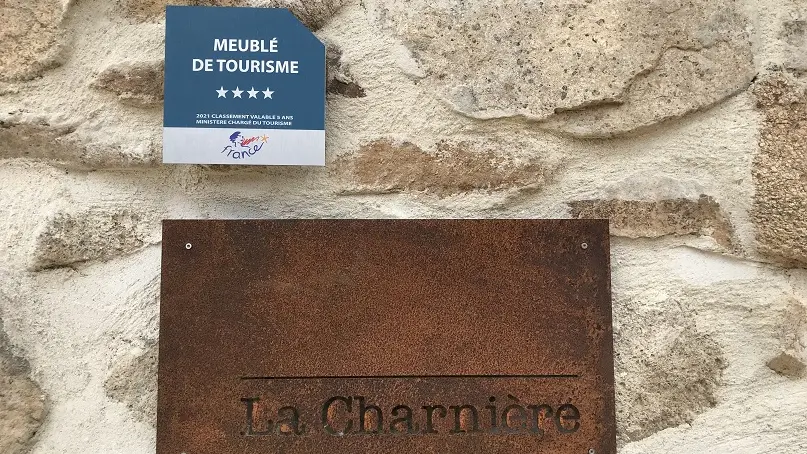 MEUBLÉ
DE TOURISME
★★★★
2021 CLASSEMENT VALABLE 5 ANS
MINISTÈRE CHARGÉ DU TOURISME
france
La Charnière